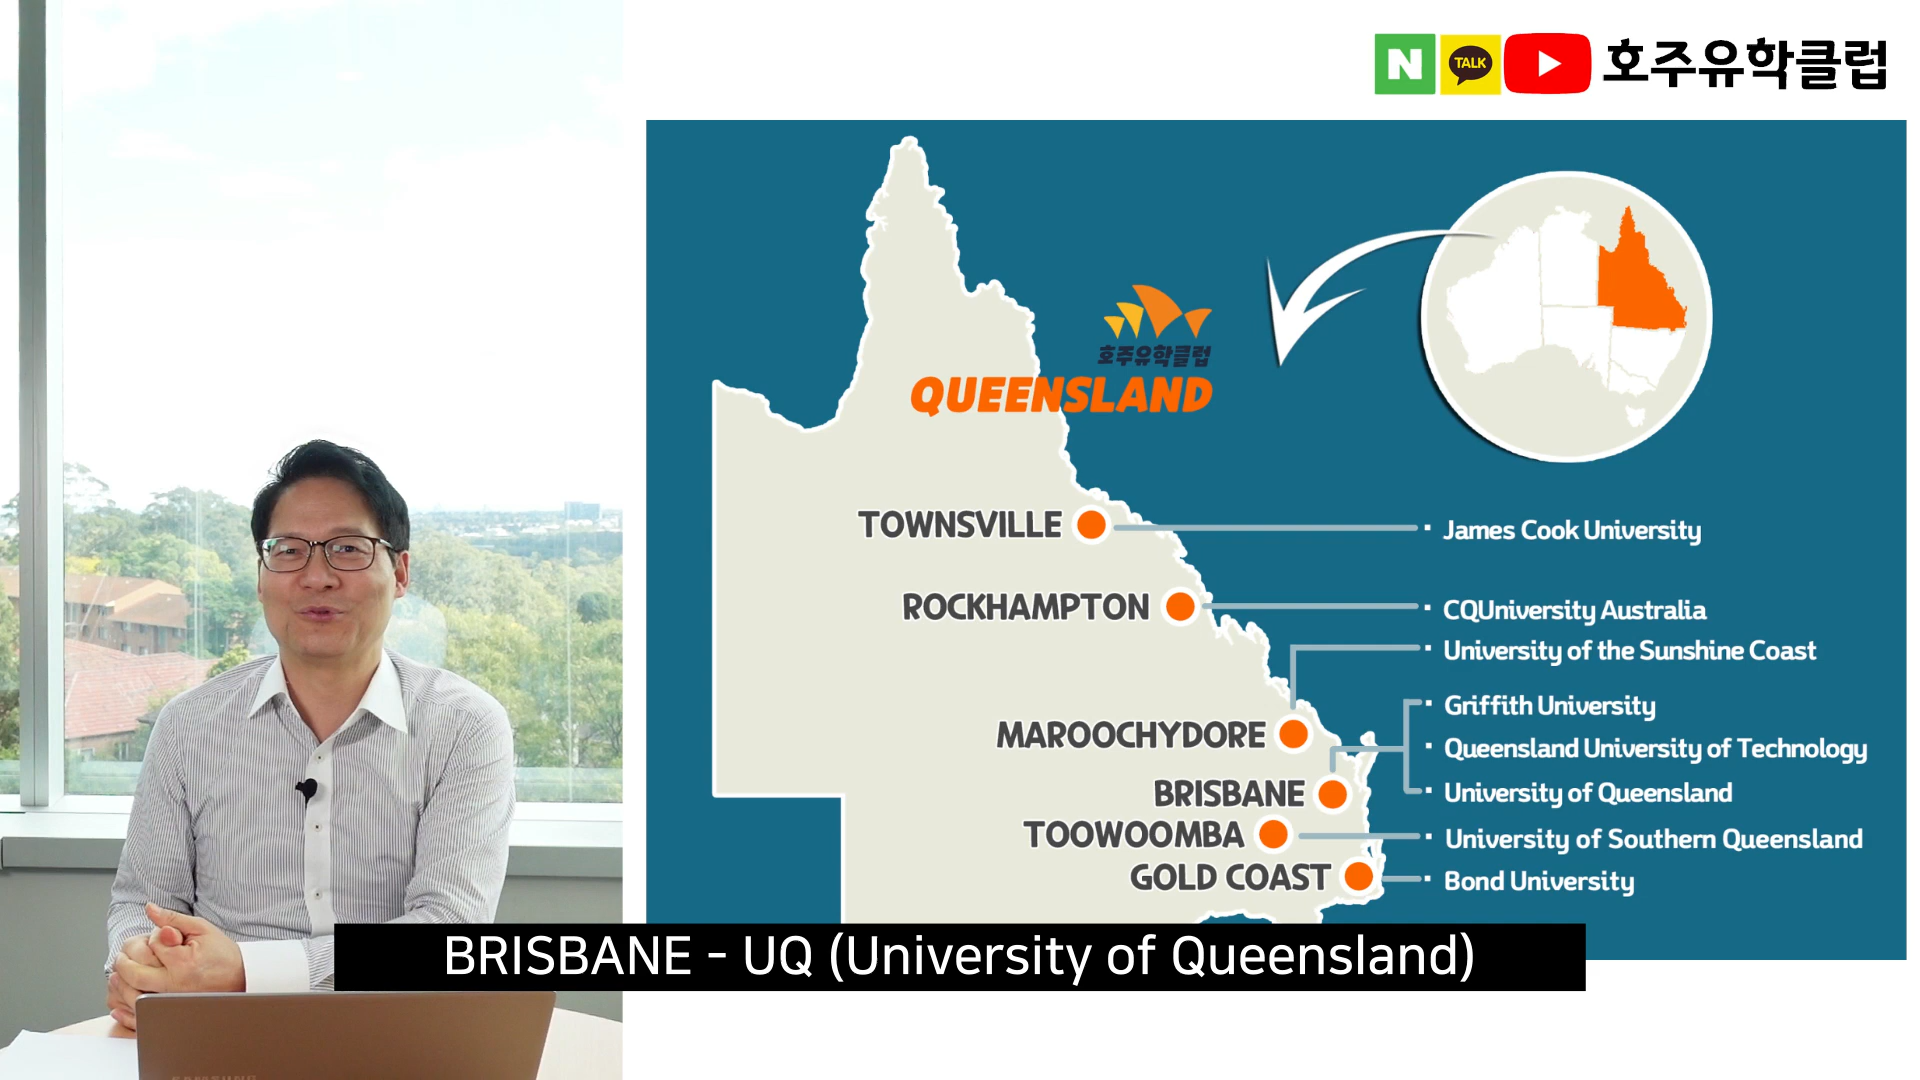 N TALK 호주유학클럽
호주유학클럽
QUEENSLAND
TOWNSVILLE
· James Cook University
ROCKHAMPTON
· CQUniversity Australia
· University of the Sunshine Coast
MAROOCHYDORE
· Griffith University
· Queensland University of Technology
BRISBANE
· University of Queensland
TOOWOOMBA
· University of Southern Queensland
GOLD COAST
· Bond University
BRISBANE - UQ (University of Queensland)
SAMSUNG